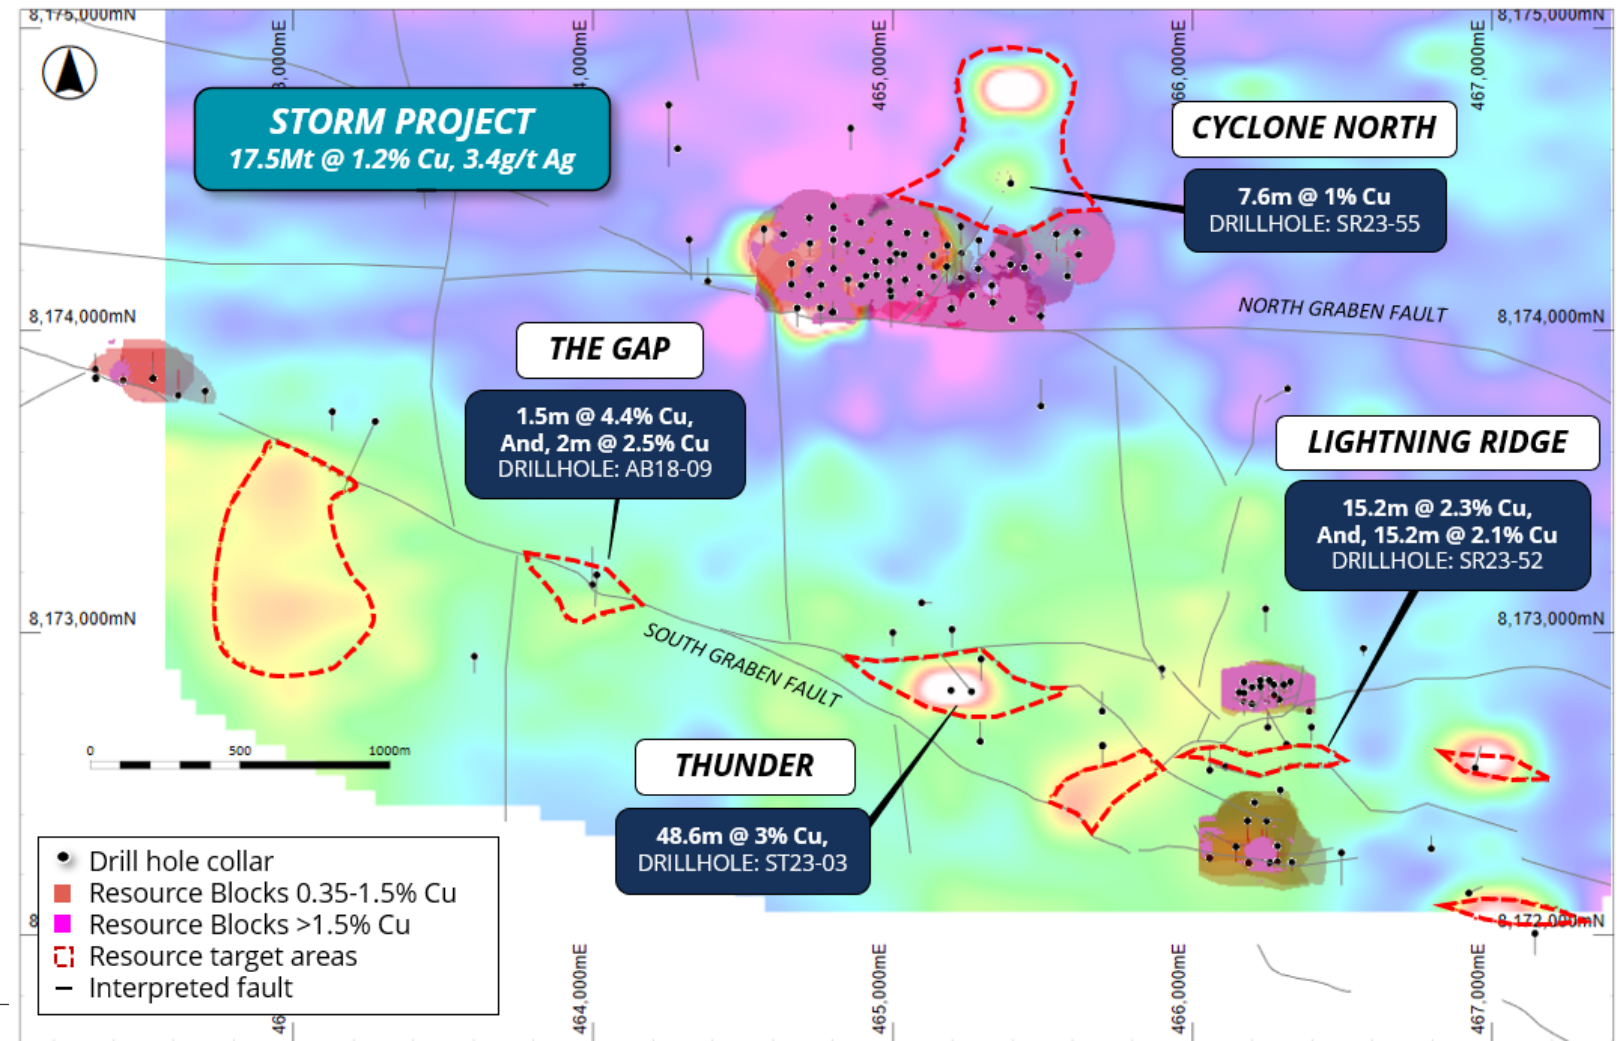 8,175,000mN
8,175,000mN
3,000mE
4,000mE
465,000mE
466,000mE
467,000mE
STORM PROJECT
17.5Mt @ 1.2% Cu, 3.4g/t Ag
CYCLONE NORTH
7.6m @ 1% Cu
DRILLHOLE: SR23-55
NORTH GRABEN FAULT
8,174,000mN
8,174,000mN
THE GAP
1.5m @ 4.4% Cu,
And, 2m @ 2.5% Cu
DRILLHOLE: AB18-09
LIGHTNING RIDGE
15.2m @ 2.3% Cu,
And, 15.2m @ 2.1% Cu
DRILLHOLE: SR23-52
8,173,000mN
8,173,000mN
SOUTH GRABEN FAULT
0
500
1000m
THUNDER
48.6m @ 3% Cu,
DRILLHOLE: ST23-03
Drill hole collar
Resource Blocks 0.35-1.5% Cu
Resource Blocks >1.5% Cu
Resource target areas
Interpreted fault
8,172,000mN
464,000mE
465,000mE
466,000mE
467,000mE